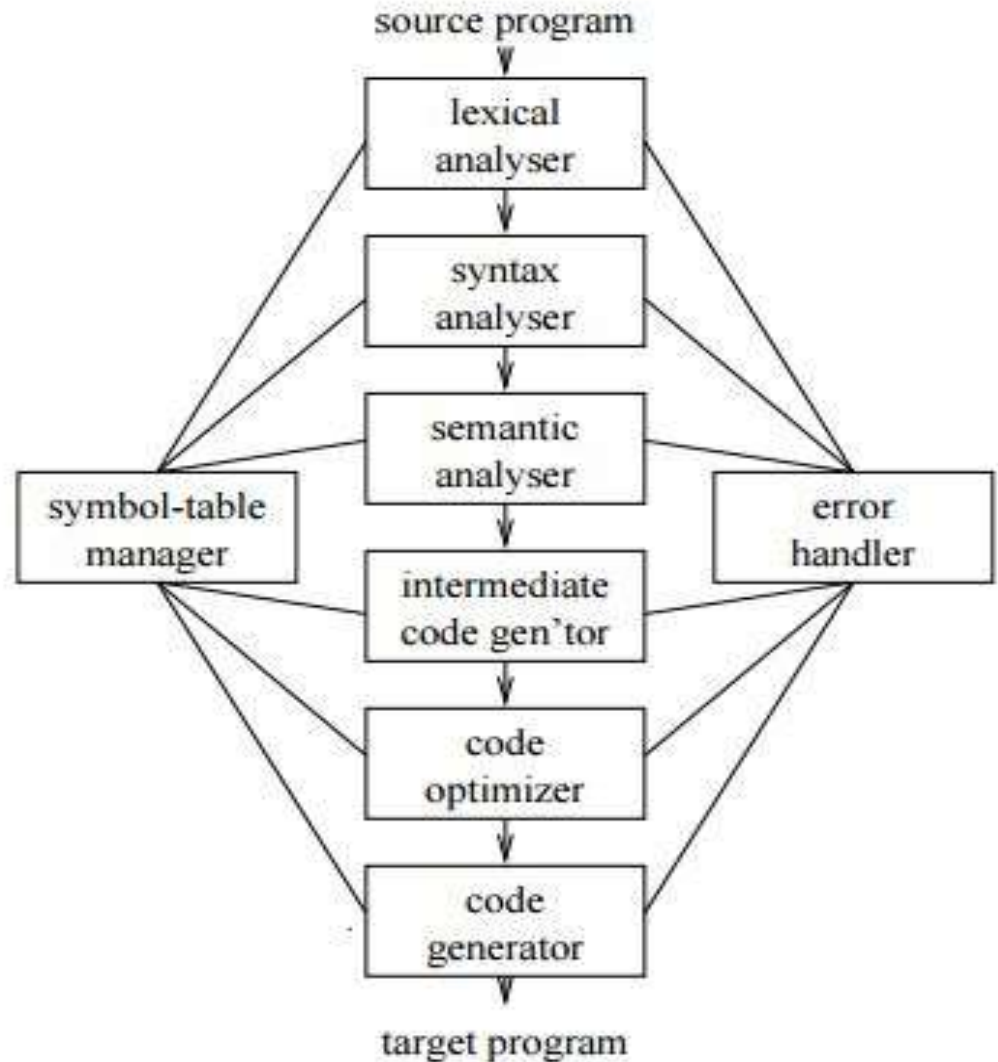 source program
lexical
analyser
syntax
analyser
semantic
analyser
symbol-table
manager
error
handler
intermediate
code gen'tor
code
optimizer
code
generator
target program